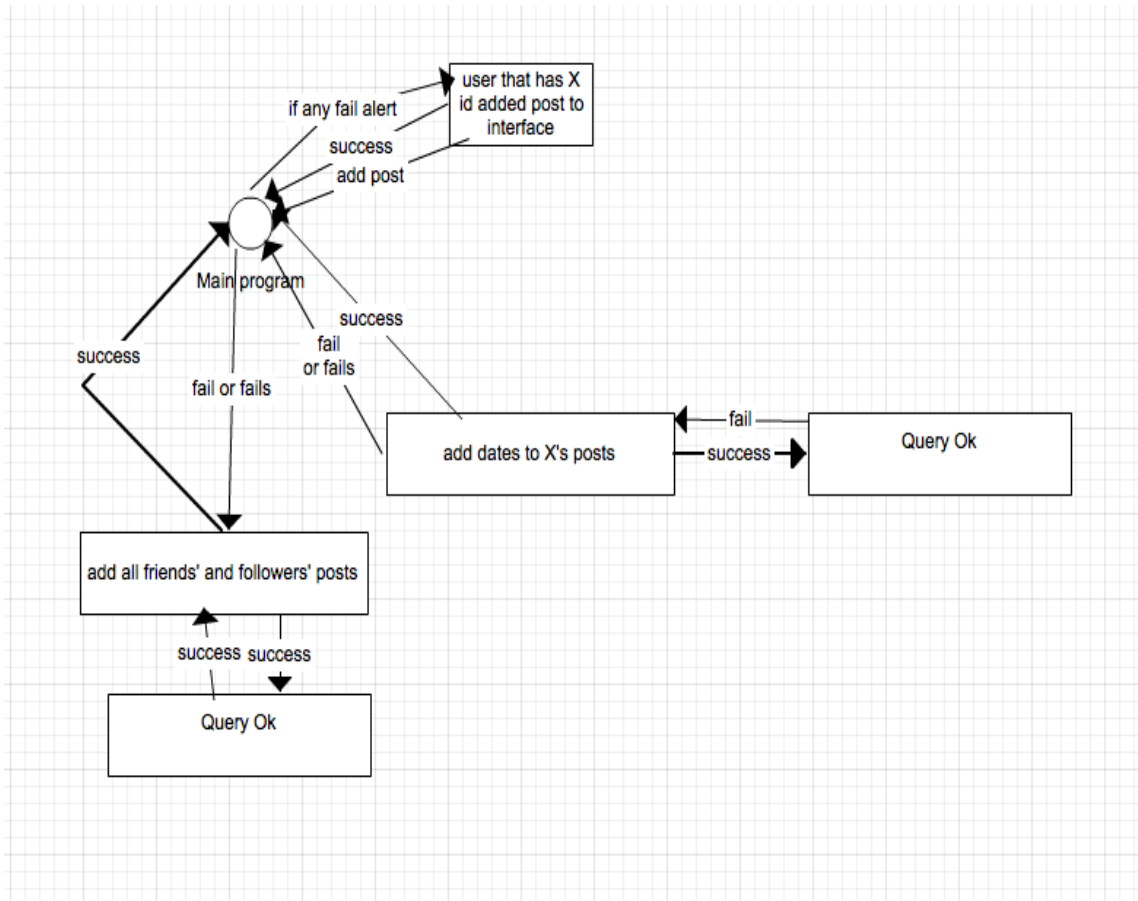 user that has X
id added post to
interface
if any fail alert
success
add post
Main program
success
success
fail
or fails
fail or fails
fail
Query Ok
add dates to X's posts
success
add all friends' and followers' posts
success
success
Query Ok